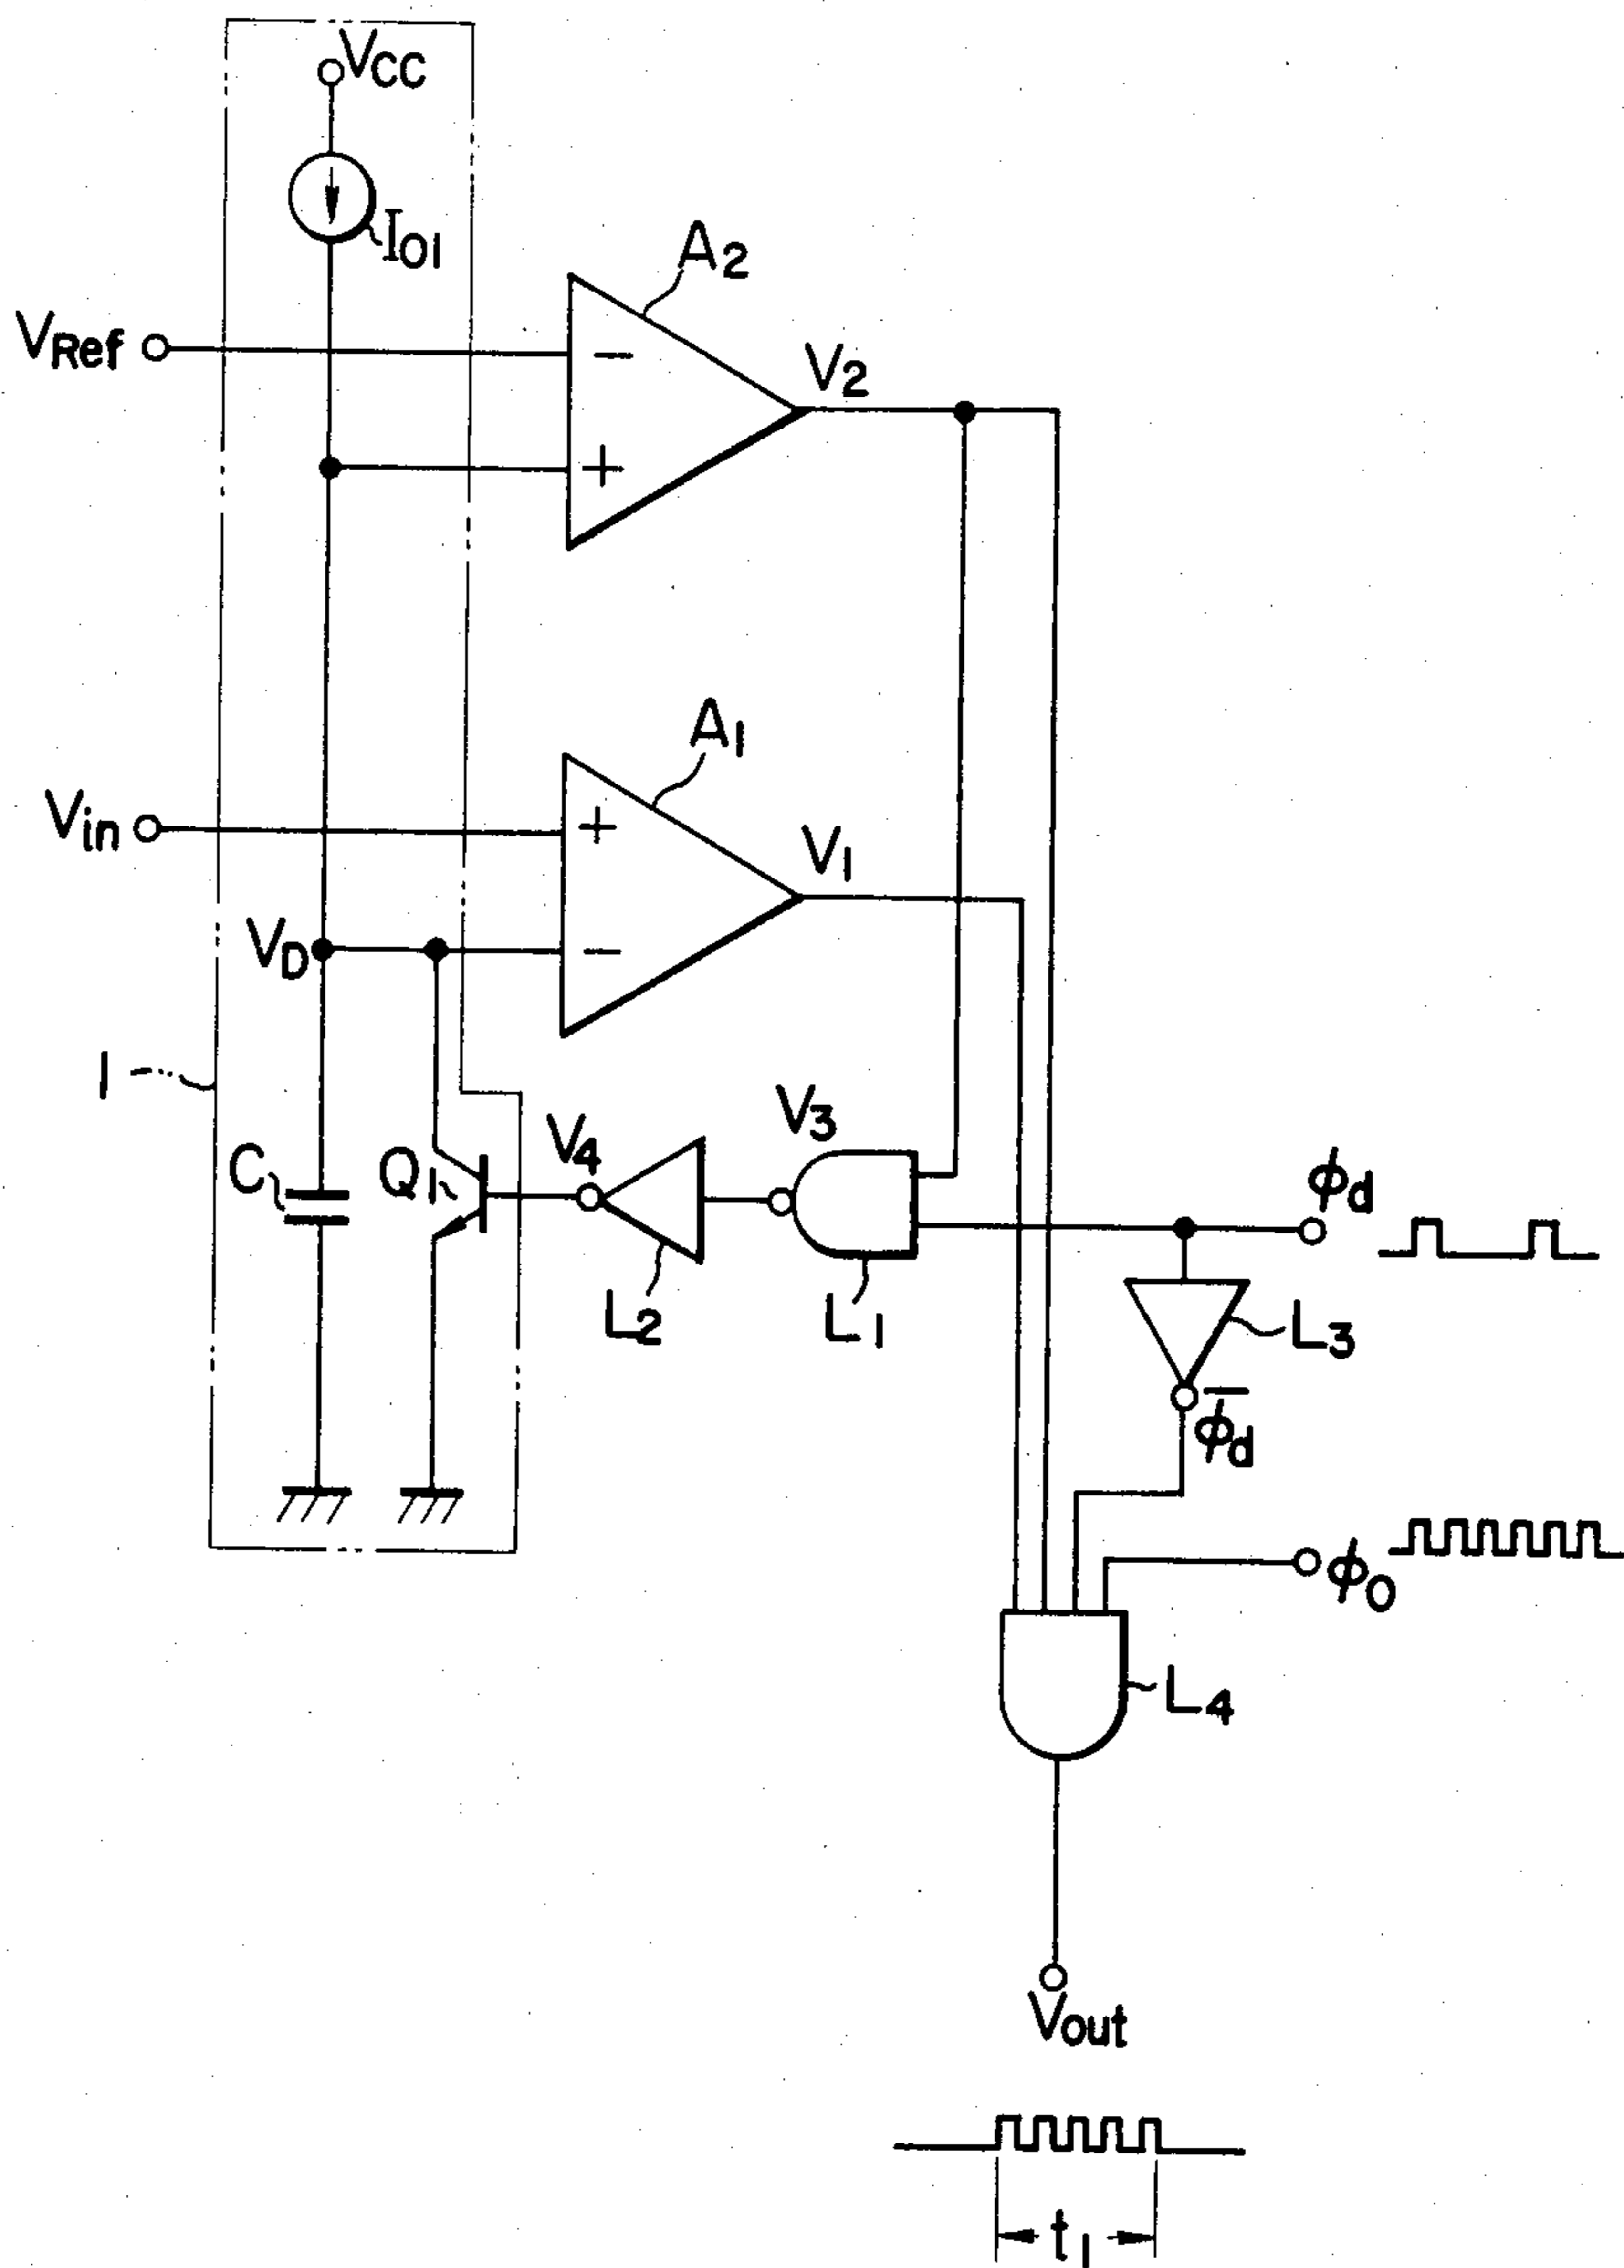 VCC
I01
A2
VRef
−
V2
+
A1
Vin
+
V1
VD
−
1
V3
V4
C
Q1
ϕd
L2
L1
L3
ϕ̅d
ϕ0
L4
Vout
t1